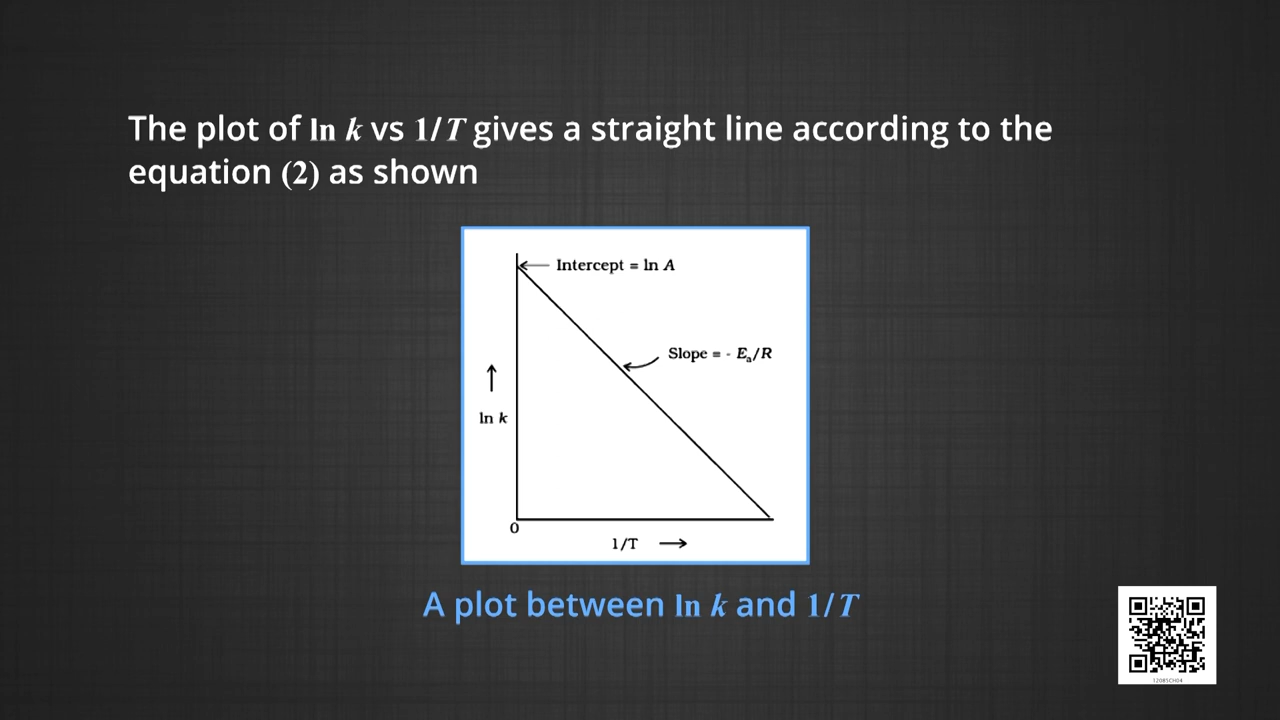 The plot of ln k vs 1/T gives a straight line according to the
equation (2) as shown
Intercept = ln A
Slope = - Eₐ/R
ln k
0
1/T
A plot between ln k and 1/T
12085CH04